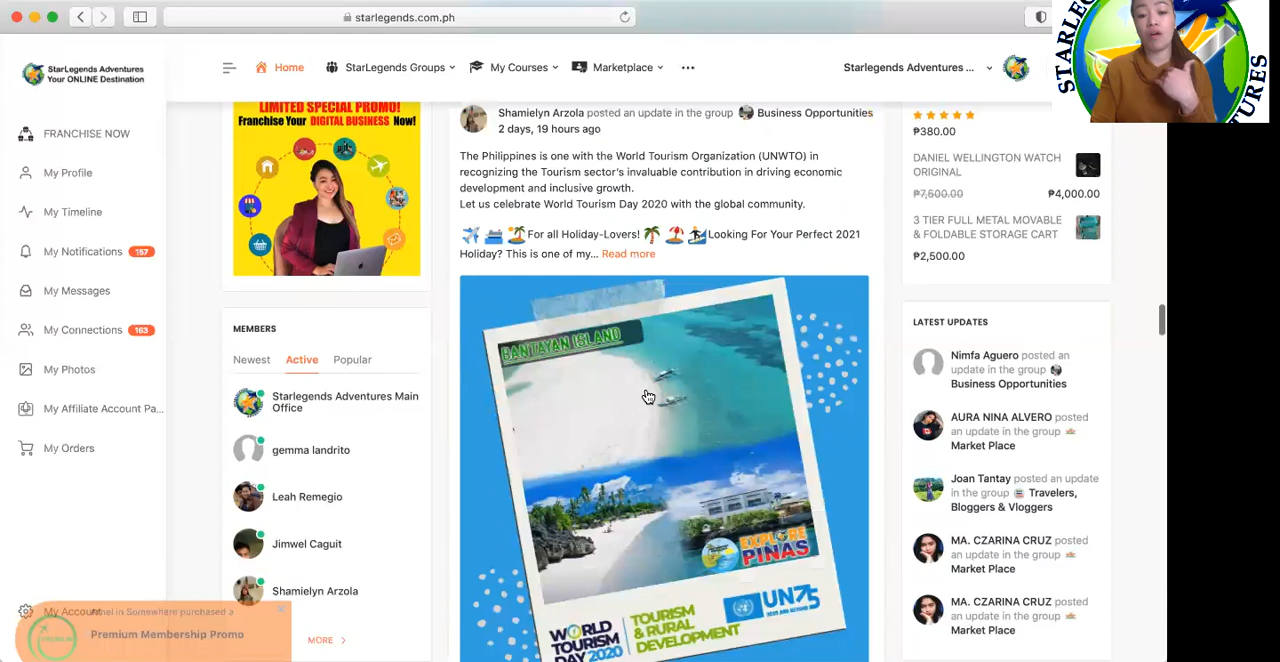 starlegends.com.ph
StarLegends Adventures
Your ONLINE Destination
Home
StarLegends Groups
My Courses
Marketplace
Starlegends Adventures ...
FRANCHISE NOW
My Profile
My Timeline
My Notifications 157
My Messages
My Connections 163
My Photos
My Affiliate Account Pa...
My Orders
My Account
LIMITED SPECIAL PROMO!
Franchise Your DIGITAL BUSINESS Now!
MEMBERS
Newest Active Popular
Starlegends Adventures Main
Office
gemma landrito
Leah Remegio
Jimwel Caguit
Shamielyn Arzola
MORE >
in Somewhere purchased a
Premium Membership Promo
Shamielyn Arzola posted an update in the group Business Opportunities
2 days, 19 hours ago
The Philippines is one with the World Tourism Organization (UNWTO) in
recognizing the Tourism sector's invaluable contribution in driving economic
development and inclusive growth.
Let us celebrate World Tourism Day 2020 with the global community.
For all Holiday-Lovers! Looking For Your Perfect 2021
Holiday? This is one of my... Read more
BANTAYAN ISLAND
EXPLORE
PINAS
WORLD
TOURISM
DAY 2020
TOURISM
& RURAL
DEVELOPMENT
UN75
₱380.00
DANIEL WELLINGTON WATCH
ORIGINAL
₱7,500.00 ₱4,000.00
3 TIER FULL METAL MOVABLE
& FOLDABLE STORAGE CART
₱2,500.00
LATEST UPDATES
Nimfa Aguero posted an
update in the group
Business Opportunities
AURA NINA ALVERO posted
an update in the group
Market Place
Joan Tantay posted an update
in the group Travelers,
Bloggers & Vloggers
MA. CZARINA CRUZ posted
an update in the group
Market Place
MA. CZARINA CRUZ posted
an update in the group
Market Place